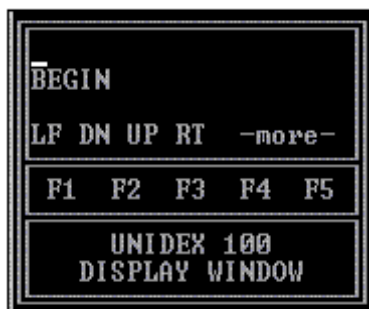 BEGIN
LF DN UP RT -more-
F1 F2 F3 F4 F5
UNIDEX 100
DISPLAY WINDOW